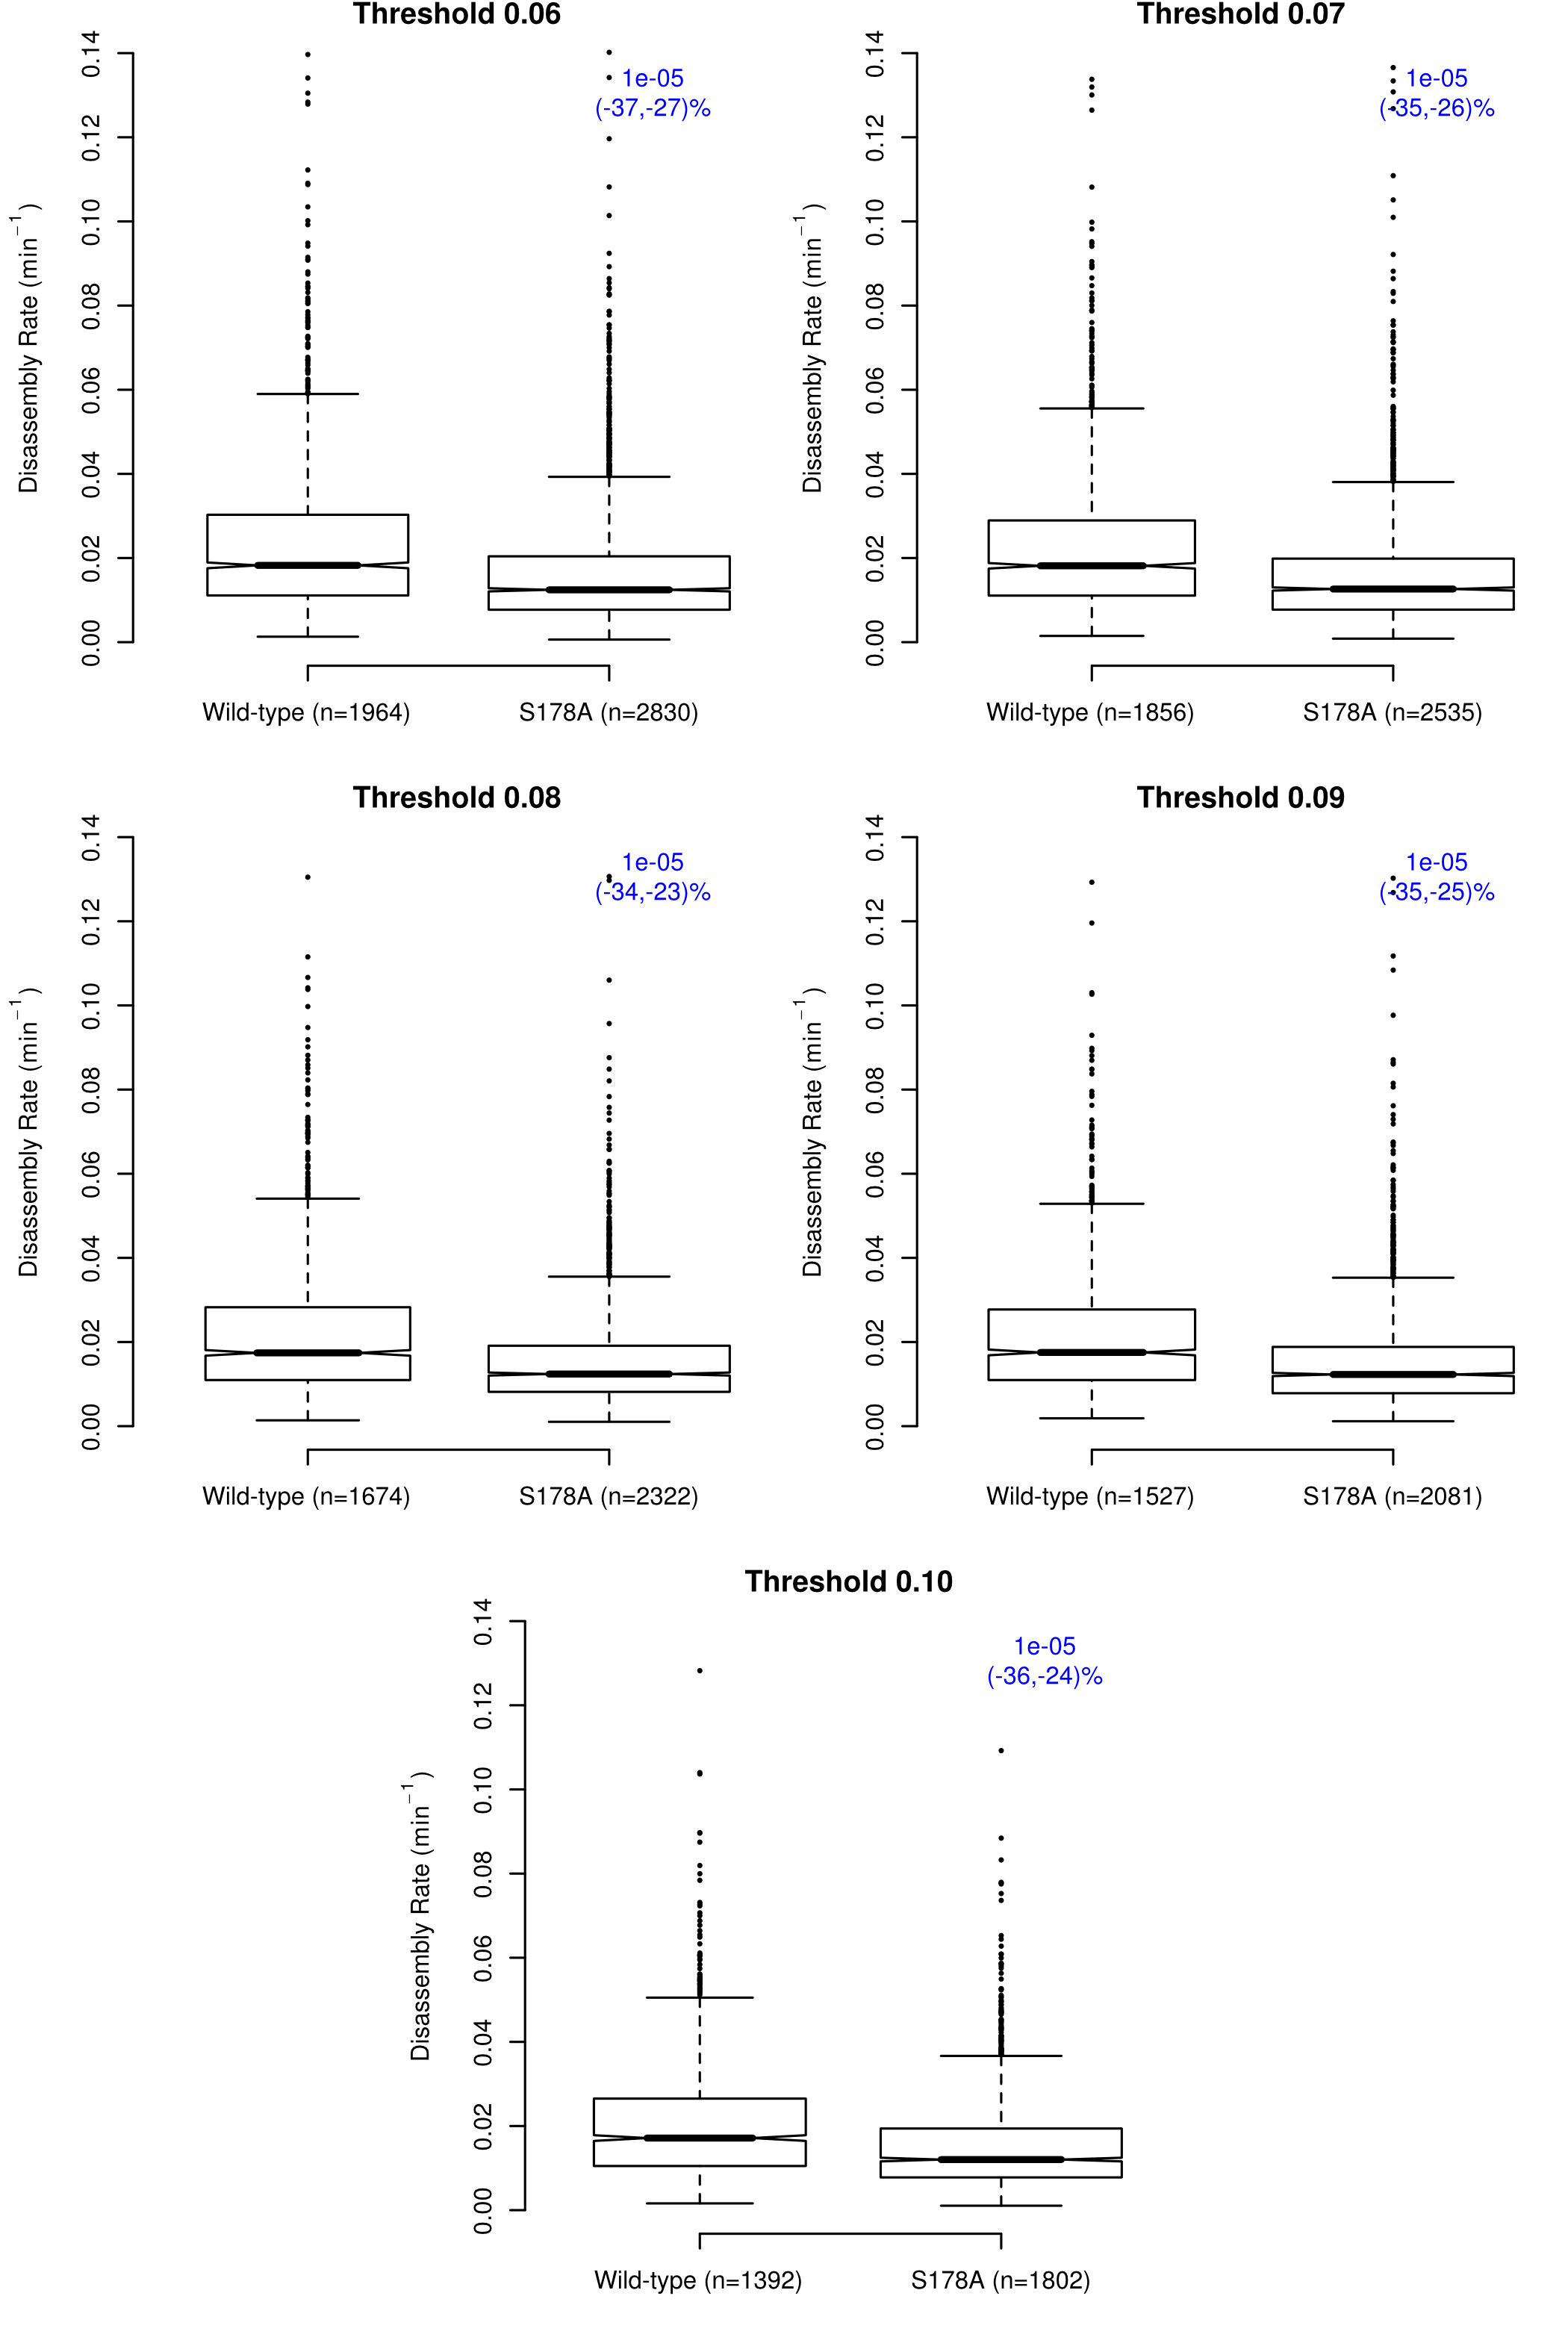 Threshold 0.06
0.14
0.12
0.10
0.08
0.06
0.04
0.02
0.00
Disassembly Rate (min⁻¹)
1e-05
(-37,-27)%
Wild-type (n=1964)
S178A (n=2830)
Threshold 0.07
0.14
0.12
0.10
0.08
0.06
0.04
0.02
0.00
Disassembly Rate (min⁻¹)
1e-05
(-35,-26)%
Wild-type (n=1856)
S178A (n=2535)
Threshold 0.08
0.14
0.12
0.10
0.08
0.06
0.04
0.02
0.00
Disassembly Rate (min⁻¹)
1e-05
(-34,-23)%
Wild-type (n=1674)
S178A (n=2322)
Threshold 0.09
0.14
0.12
0.10
0.08
0.06
0.04
0.02
0.00
Disassembly Rate (min⁻¹)
1e-05
(-35,-25)%
Wild-type (n=1527)
S178A (n=2081)
Threshold 0.10
0.14
0.12
0.10
0.08
0.06
0.04
0.02
0.00
Disassembly Rate (min⁻¹)
1e-05
(-36,-24)%
Wild-type (n=1392)
S178A (n=1802)